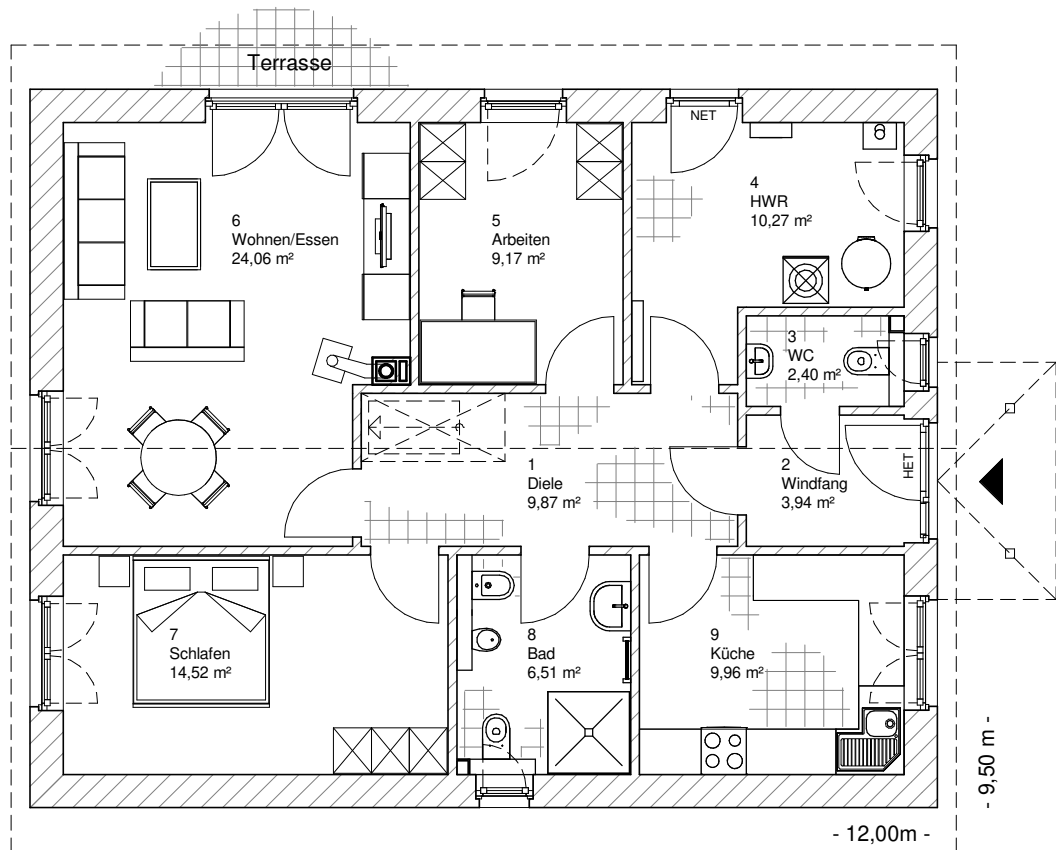 Terrasse
NET
6
Wohnen/Essen
24,06 m²
5
Arbeiten
9,17 m²
4
HWR
10,27 m²
3
WC
2,40 m²
1
Diele
9,87 m²
2
Windfang
3,94 m²
HET
7
Schlafen
14,52 m²
8
Bad
6,51 m²
9
Küche
9,96 m²
- 9,50 m -
- 12,00m -